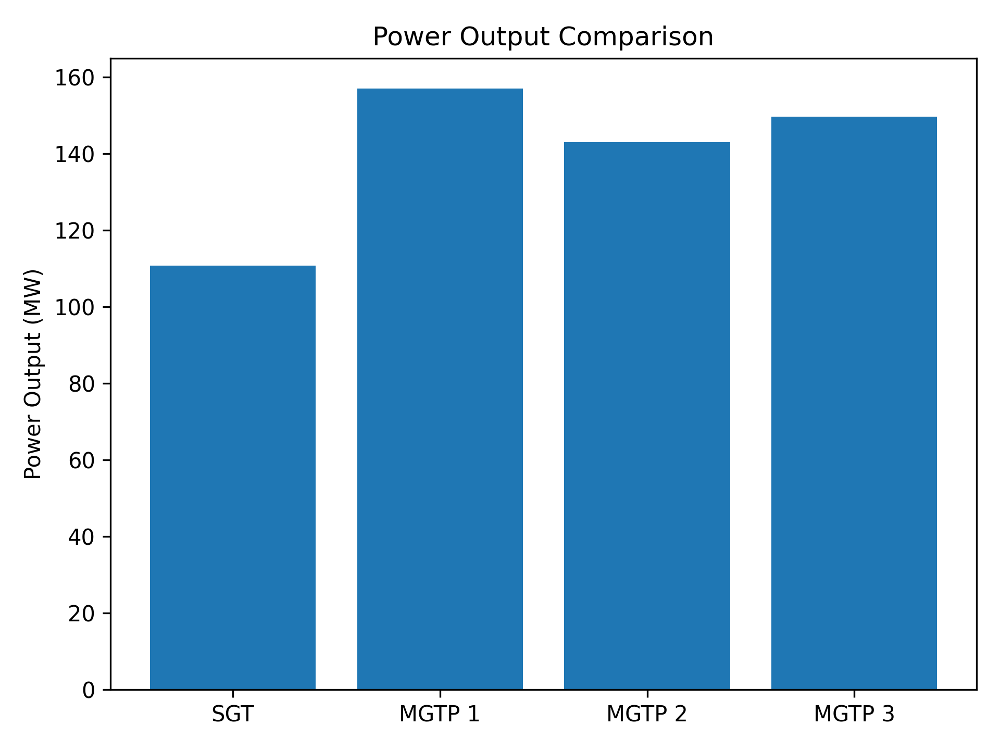 Power Output Comparison
Power Output (MW)
160
140
120
100
80
60
40
20
0
SGT
MGTP 1
MGTP 2
MGTP 3